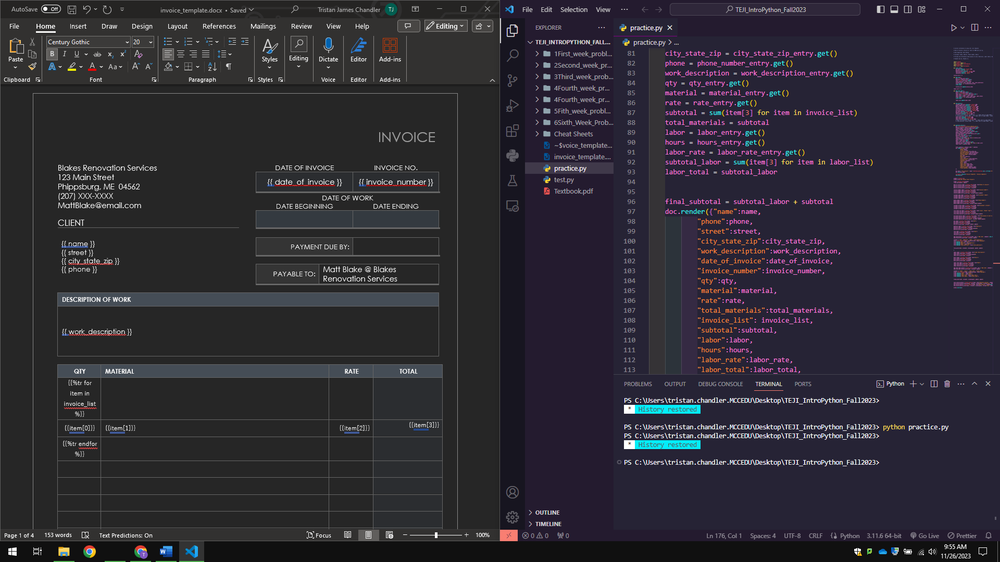 AutoSave Off invoice_template.docx • Saved Tristan James Chandler TJ
File Home Insert Draw Design Layout References Mailings Review View Help Editing
Century Gothic 20
Paste Styles Editing Dictate Editor Add-ins
B I U ab x₂ x² A
A A Aa A A
Clipboard Font Paragraph Styles Voice Editor Add-ins
INVOICE
Blakes Renovation Services
123 Main Street
Phippsburg, ME 04562
(207) XXX-XXXX
MattBlake@email.com
CLIENT
{{ name }}
{{ street }}
{{ city_state_zip }}
{{ phone }}
DATE OF INVOICE INVOICE NO.
{{ date_of_invoice }} {{ invoice_number }}
DATE OF WORK
DATE BEGINNING DATE ENDING
PAYMENT DUE BY:
PAYABLE TO: Matt Blake @ Blakes
Renovation Services
DESCRIPTION OF WORK
{{ work_description }}
QTY MATERIAL RATE TOTAL
{{%tr for
item in
invoice_list
%}}
{{item[0]}} {{item[1]}} {{item[2]}} {{item[3]}}
{{%tr endfor
%}}
Page 1 of 4 153 words Text Predictions: On Focus 100%
File Edit Selection View ··· TEJI_IntroPython_Fall2023
EXPLORER ···
TEJI_INTROPYTHON_FALL...
1First_week_probl...
2Second_week_pr...
3Third_week_prob...
4Fourth_week_pr...
4Fourth_week_pr...
5Fith_week_probl...
6Sixth_Week_Prob...
Cheat Sheets
~$voice_template...
invoice_template....
practice.py
test.py
Textbook.pdf
OUTLINE
TIMELINE
practice.py
practice.py > ...
81 city_state_zip = city_state_zip_entry.get()
82 phone = phone_number_entry.get()
83 work_description = work_description_entry.get()
84 qty = qty_entry.get()
85 material = material_entry.get()
86 rate = rate_entry.get()
87 subtotal = sum(item[3] for item in invoice_list)
88 total_materials = subtotal
89 labor = labor_entry.get()
90 hours = hours_entry.get()
91 labor_rate = labor_rate_entry.get()
92 subtotal_labor = sum(item[3] for item in labor_list)
93 labor_total = subtotal_labor
94
95
96 final_subtotal = subtotal_labor + subtotal
97 doc.render({"name":name,
98 "phone":phone,
99 "street":street,
100 "city_state_zip":city_state_zip,
101 "work_description":work_description,
102 "date_of_invoice":date_of_invoice,
103 "invoice_number":invoice_number,
104 "qty":qty,
105 "material":material,
106 "rate":rate,
107 "total_materials":total_materials,
108 "invoice_list": invoice_list,
109 "subtotal":subtotal,
110 "labor":labor,
111 "hours":hours,
112 "labor_rate":labor_rate,
113 "labor_total":labor_total,
PROBLEMS OUTPUT DEBUG CONSOLE TERMINAL PORTS Python
PS C:\Users\tristan.chandler.MCCEDU\Desktop\TEJI_IntroPython_Fall2023>
* History restored
PS C:\Users\tristan.chandler.MCCEDU\Desktop\TEJI_IntroPython_Fall2023> python practice.py
PS C:\Users\tristan.chandler.MCCEDU\Desktop\TEJI_IntroPython_Fall2023>
* History restored
PS C:\Users\tristan.chandler.MCCEDU\Desktop\TEJI_IntroPython_Fall2023>
0 0 0 Ln 176, Col 1 Spaces: 4 UTF-8 CRLF Python 3.11.6 64-bit Go Live Prettier
9:55 AM
11/26/2023